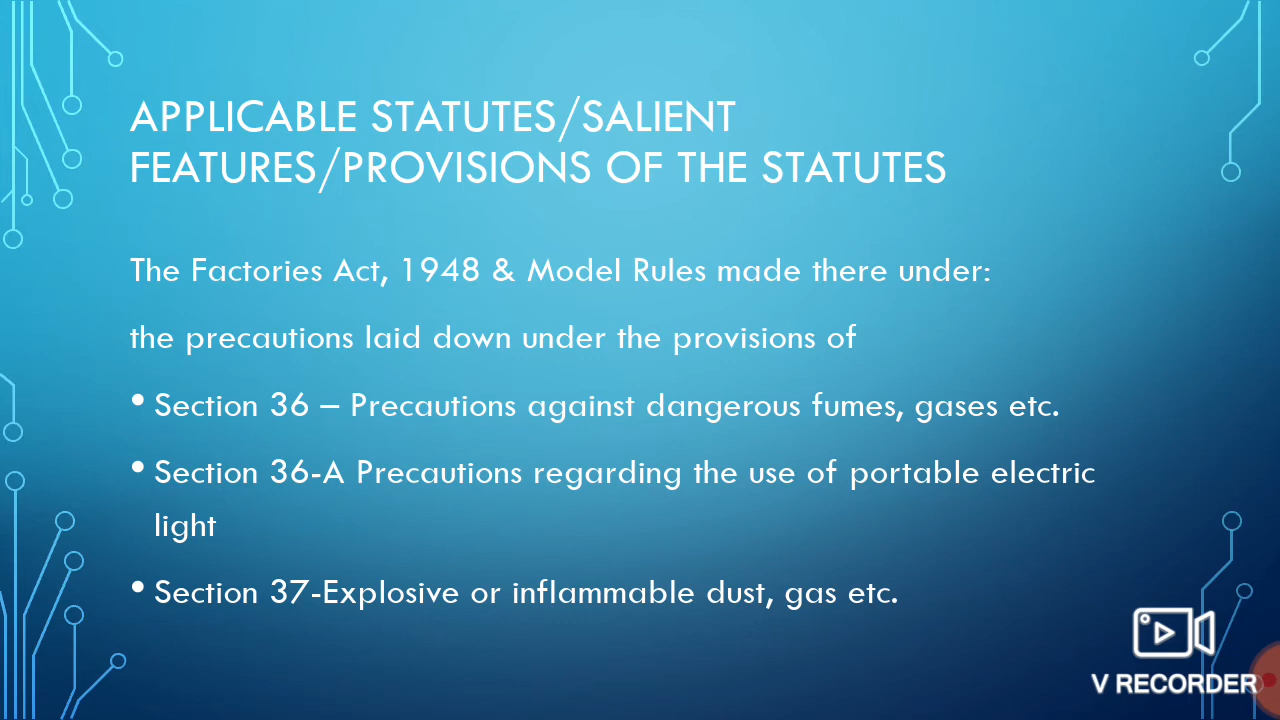 APPLICABLE STATUTES/SALIENT
FEATURES/PROVISIONS OF THE STATUTES
The Factories Act, 1948 & Model Rules made there under:
the precautions laid down under the provisions of
• Section 36 – Precautions against dangerous fumes, gases etc.
• Section 36-A Precautions regarding the use of portable electric
light
• Section 37-Explosive or inflammable dust, gas etc.
V RECORDER